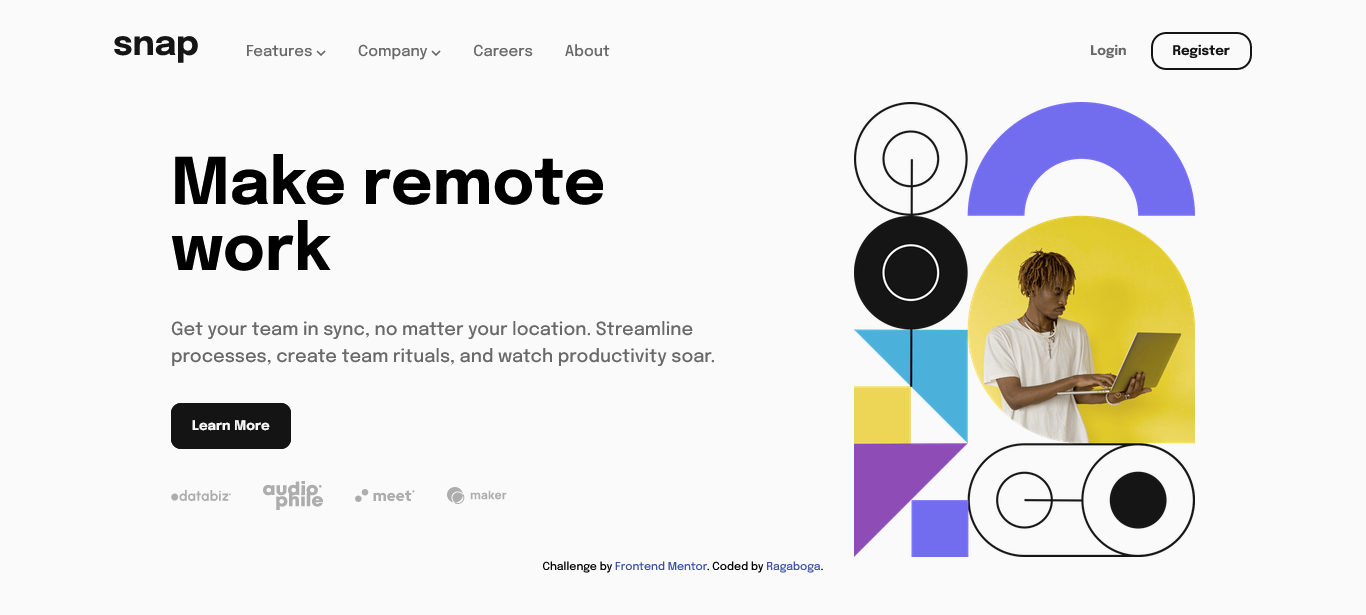 snap
Features
Company
Careers
About
Login
Register
Make remote
work
Get your team in sync, no matter your location. Streamline
processes, create team rituals, and watch productivity soar.
Learn More
databiz
audiophile
meet
maker
Challenge by Frontend Mentor. Coded by Ragaboga.